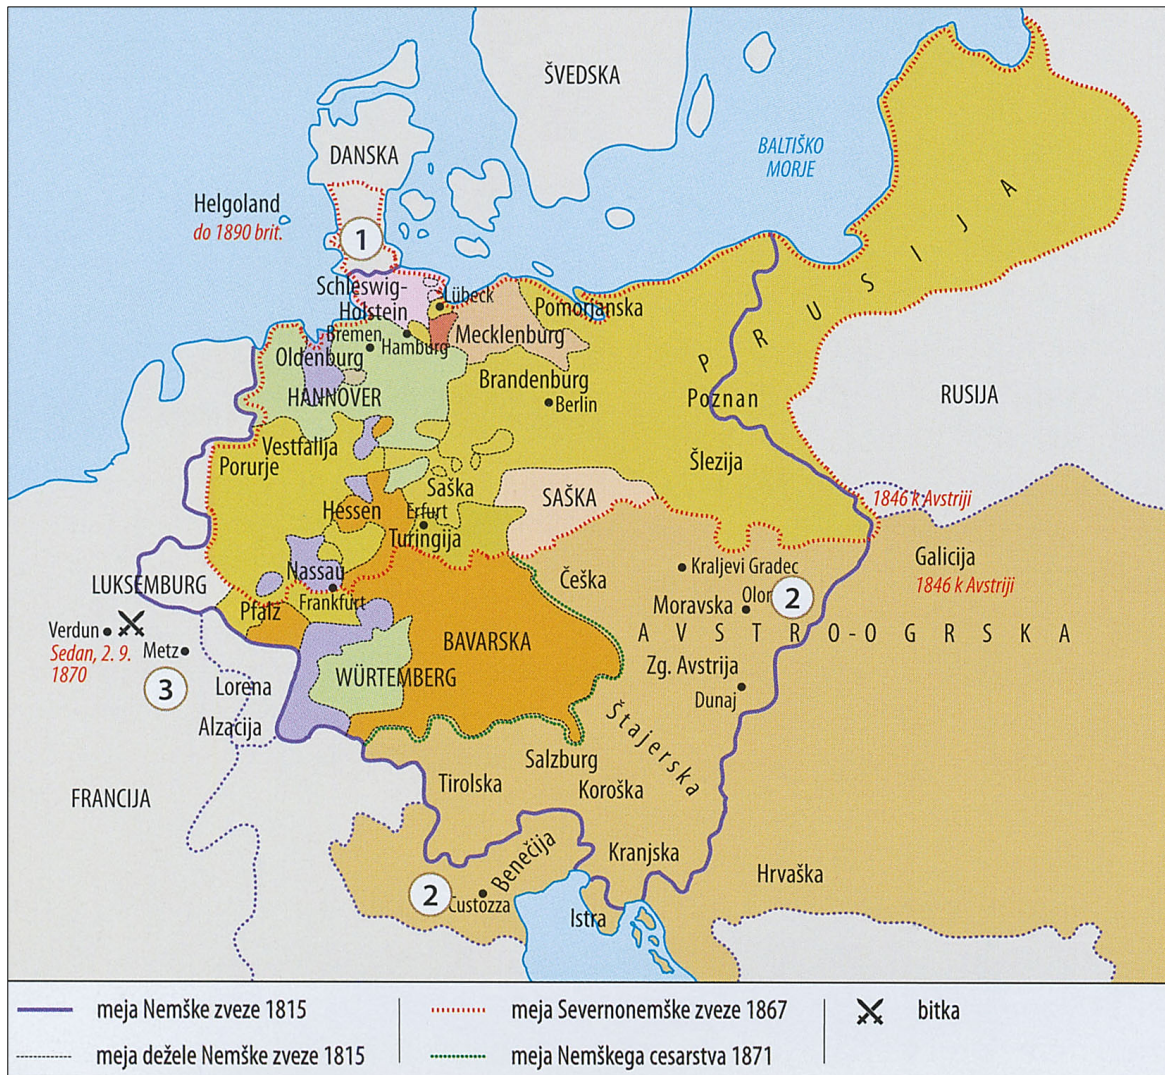 ŠVEDSKA
DANSKA
BALTIŠKO
MORJE
Helgoland
do 1890 brit.
1
Schleswig-
Holstein
Lübeck
Pomorjanska
PRUSIJA
Bremen
Hamburg
Mecklenburg
Oldenburg
HANNOVER
Brandenburg
Berlin
Poznan
RUSIJA
Vestfalija
Porurje
Šlezija
Saška
SAŠKA
1846 k Avstriji
Hessen
Erfurt
Turingija
Galicija
1846 k Avstriji
LUKSEMBURG
Nassau
Češka
Kraljevi Gradec
Pfalz
Frankfurt
Moravska
Olom
2
Verdun
Sedan, 2. 9.
1870
Metz
BAVARSKA
AVSTRO-OGRSKA
3
Lorena
WÜRTEMBERG
Zg. Avstrija
Dunaj
Alzacija
Štajerska
FRANCIJA
Tirolska
Salzburg
Koroška
Benečija
Kranjska
Hrvaška
2
Custozza
Istra
meja Nemške zveze 1815
meja Severnonemške zveze 1867
bitka
meja dežele Nemške zveze 1815
meja Nemškega cesarstva 1871